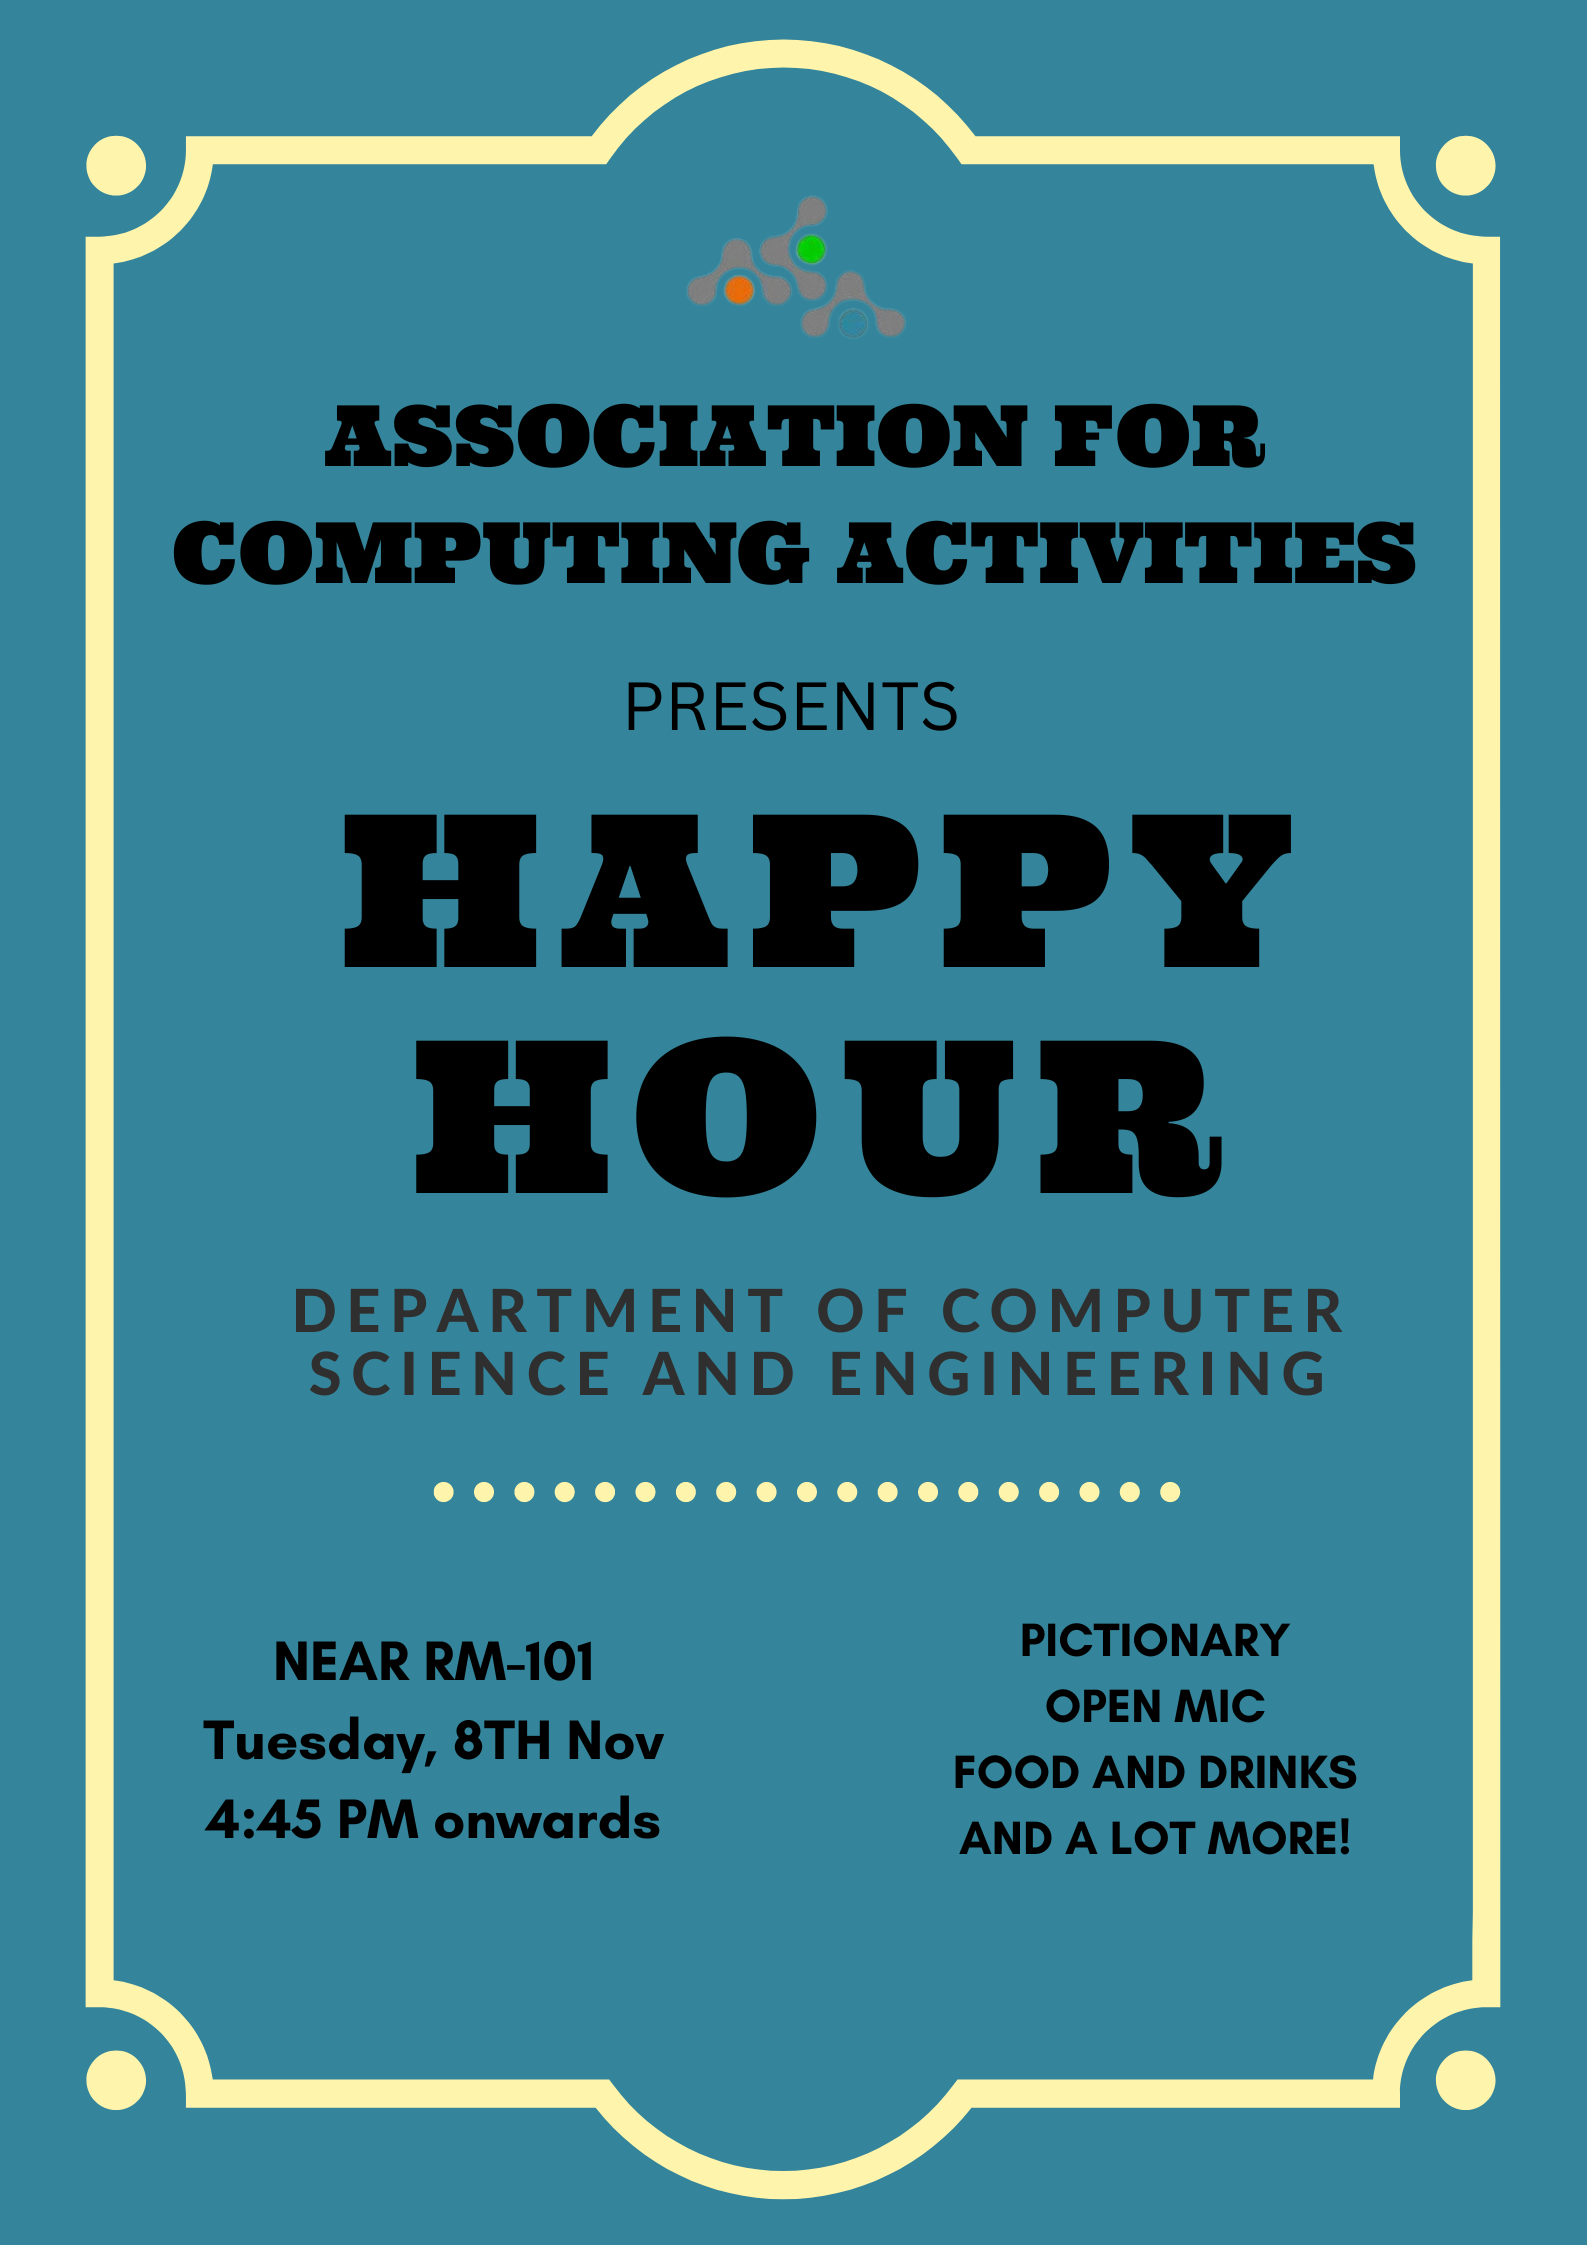 ASSOCIATION FOR
COMPUTING ACTIVITIES
PRESENTS
HAPPY
HOUR
DEPARTMENT OF COMPUTER
SCIENCE AND ENGINEERING
NEAR RM-101
Tuesday, 8TH Nov
4:45 PM onwards
PICTIONARY
OPEN MIC
FOOD AND DRINKS
AND A LOT MORE!